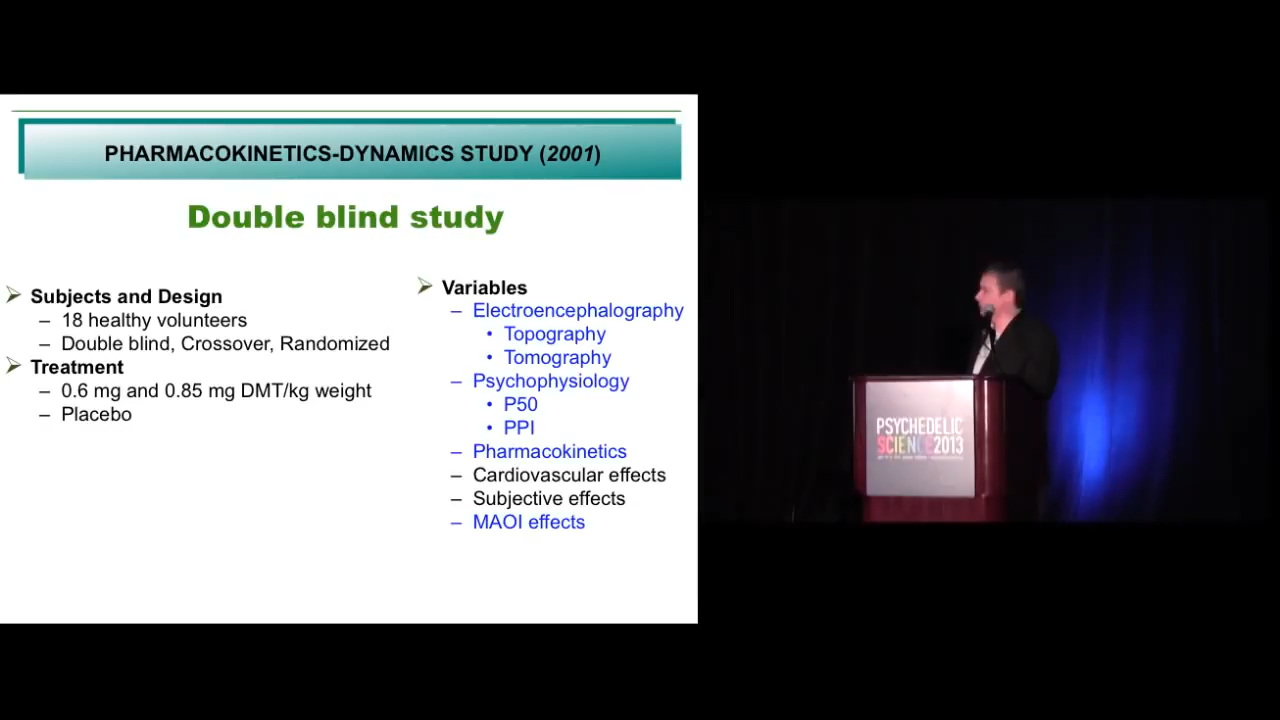 PHARMACOKINETICS-DYNAMICS STUDY (2001)
Double blind study
Subjects and Design
– 18 healthy volunteers
– Double blind, Crossover, Randomized
Treatment
– 0.6 mg and 0.85 mg DMT/kg weight
– Placebo
Variables
– Electroencephalography
• Topography
• Tomography
– Psychophysiology
• P50
• PPI
– Pharmacokinetics
– Cardiovascular effects
– Subjective effects
– MAOI effects
PSYCHEDELIC
SCIENCE2013